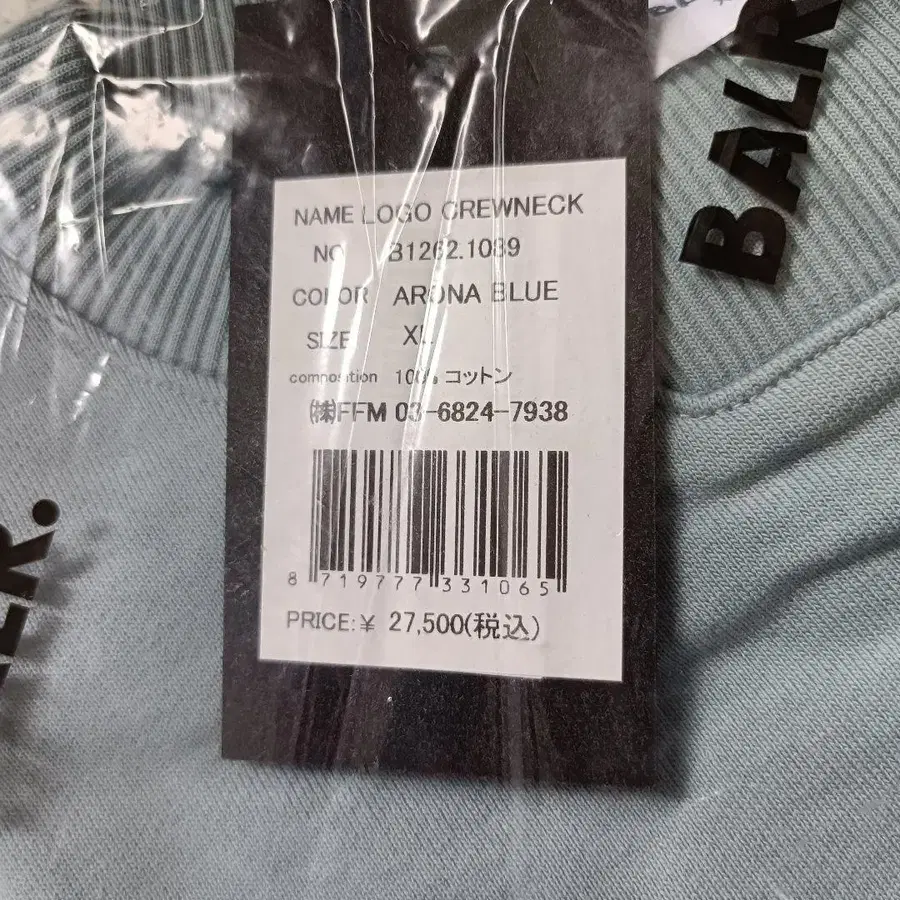 BALR
NAME LOGO CREWNECK
NO B1262.1089
COLOR ARONA BLUE
SIZE XL
composition 100% コットン
㈱FFM 03-6824-7938
8 719777 331065
PRICE:¥ 27,500(税込)
LR.